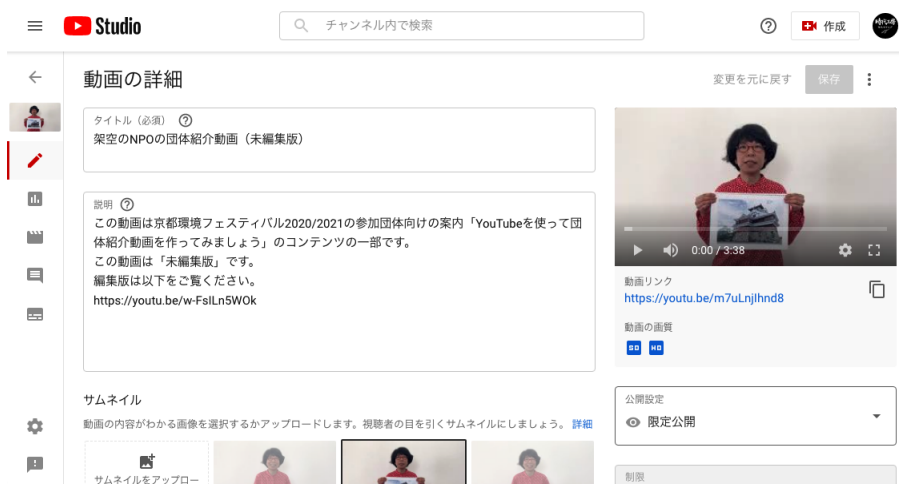 Studio
チャンネル内で検索
作成
動画の詳細
変更を元に戻す
保存
タイトル（必須）
架空のNPOの団体紹介動画（未編集版）
説明
この動画は京都環境フェスティバル2020/2021の参加団体向けの案内「YouTubeを使って団
体紹介動画を作ってみましょう」のコンテンツの一部です。
この動画は「未編集版」です。
編集版は以下をご覧ください。
https://youtu.be/w-FsILn5WOk
0:00 / 3:38
動画リンク
https://youtu.be/m7uLnjIhnd8
動画の画質
SD HD
サムネイル
動画の内容がわかる画像を選択するかアップロードします。視聴者の目を引くサムネイルにしましょう。 詳細
サムネイルをアップロー
公開設定
限定公開
制限